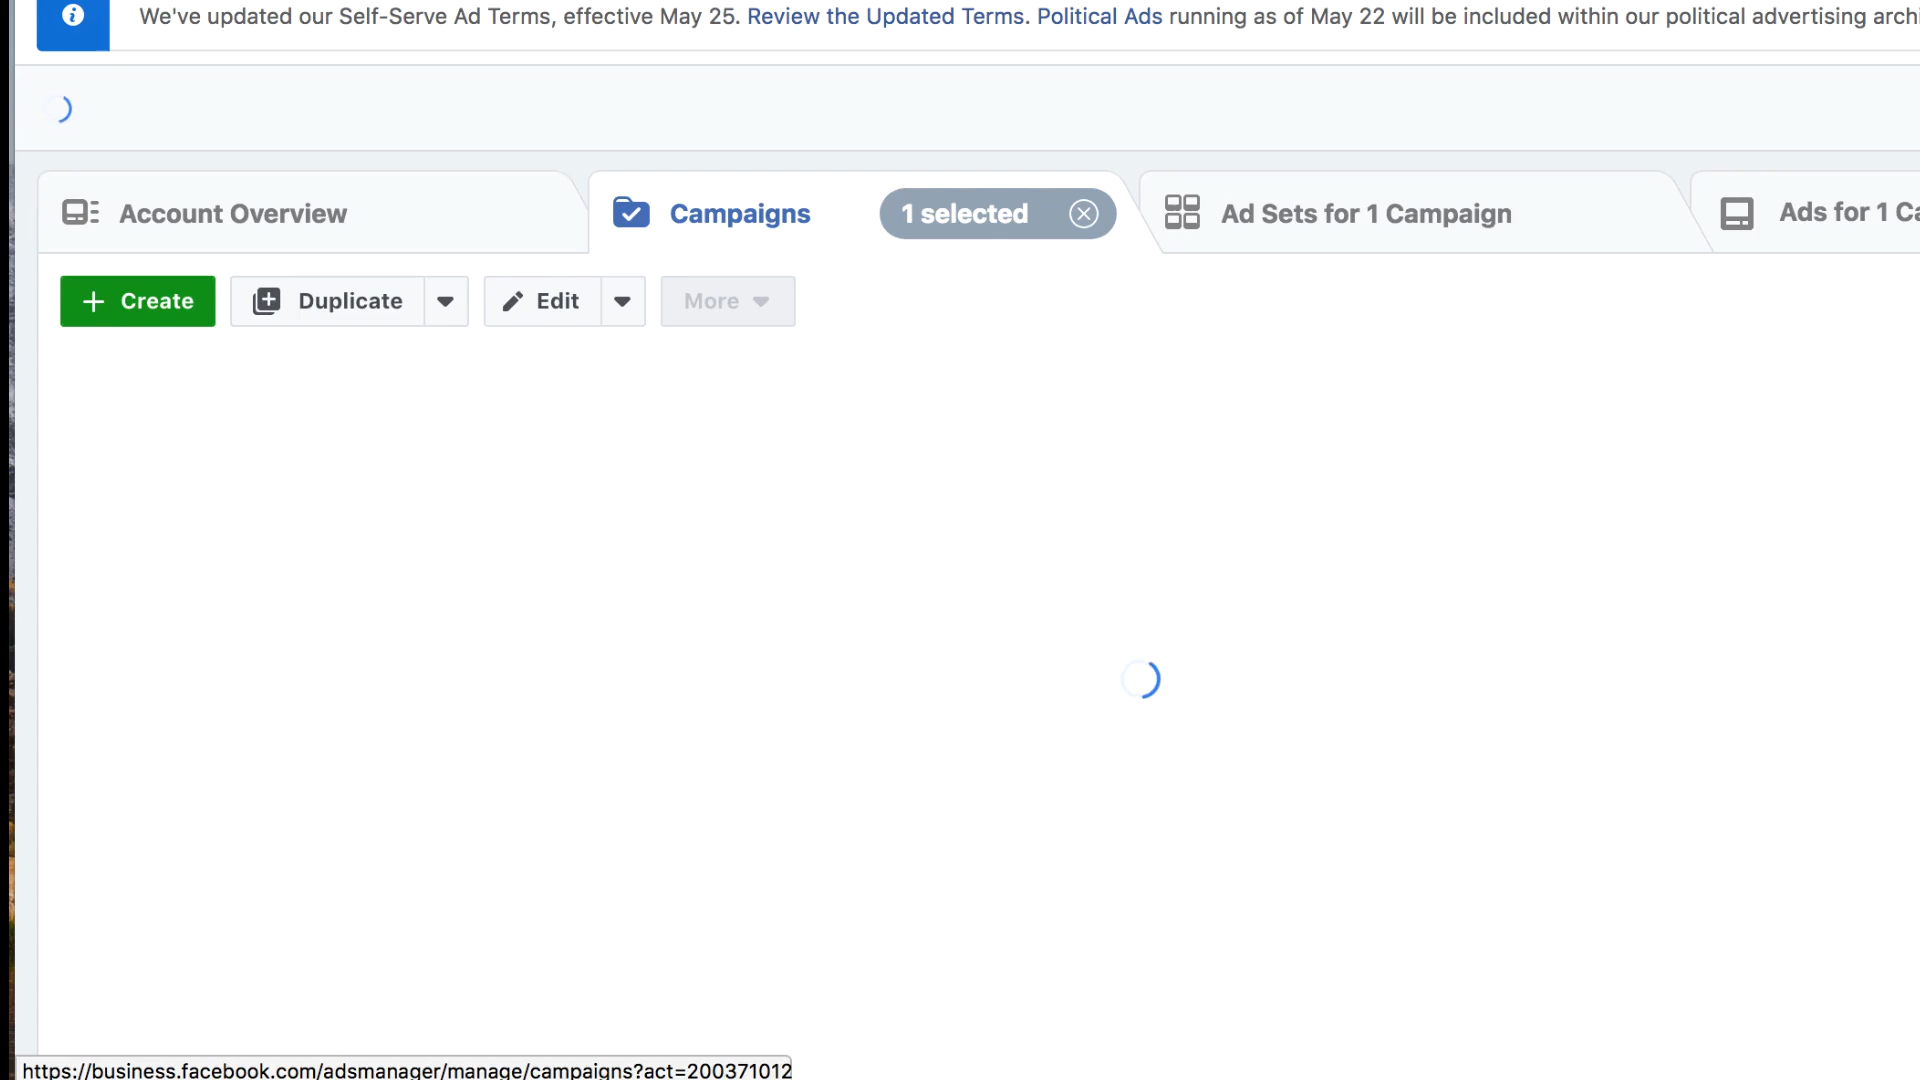 We've updated our Self-Serve Ad Terms, effective May 25. Review the Updated Terms. Political Ads running as of May 22 will be included within our political advertising archi
Account Overview
Campaigns
1 selected
Ad Sets for 1 Campaign
Ads for 1 Ca
Create
Duplicate
Edit
More
https://business.facebook.com/adsmanager/manage/campaigns?act=200371012